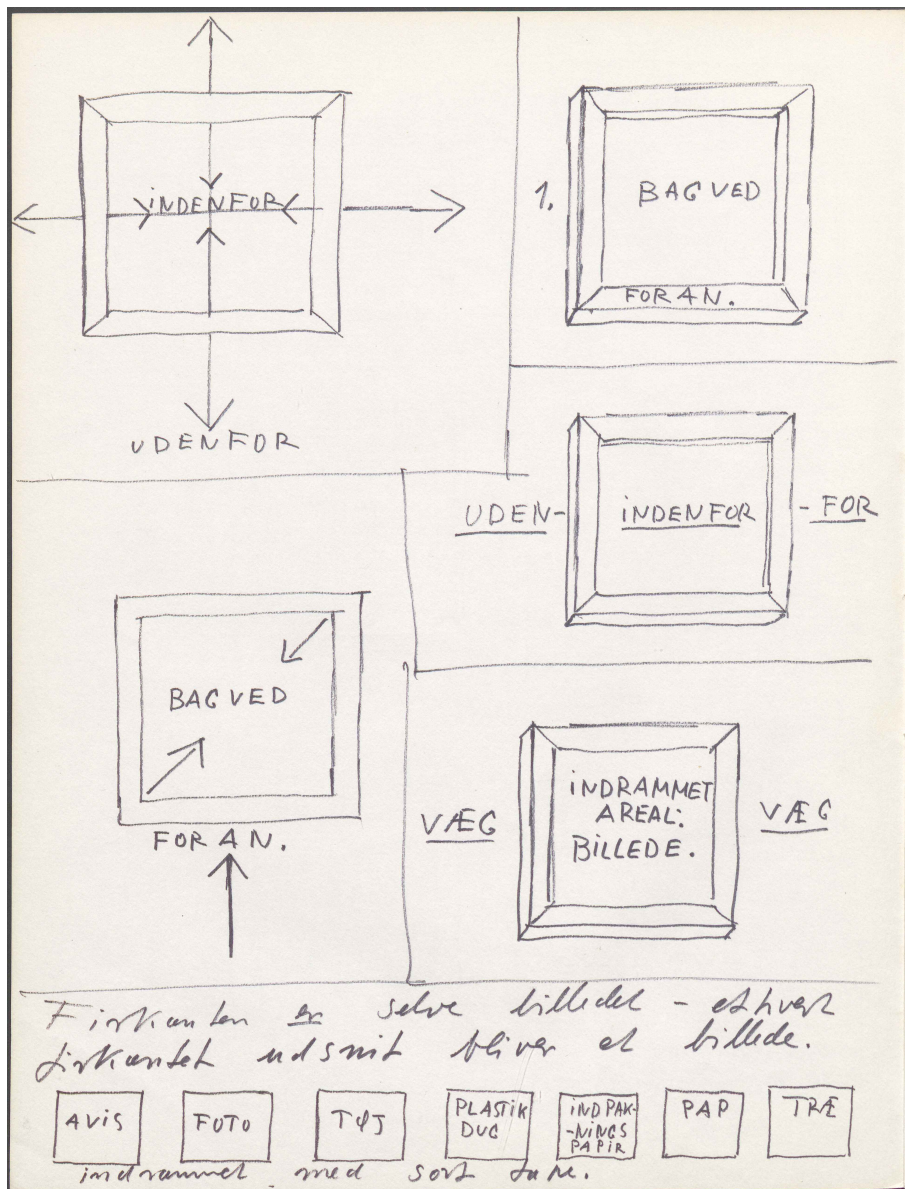 INDENFOR
UDENFOR
1.
BAGVED
FORAN.
UDEN- INDENFOR - FOR
BAGVED
FORAN.
VÆG
INDRAMMET
AREAL:
BILLEDE.
VÆG
Firkanten er selve billedet – ethvert
firkantet udsnit bliver et billede.
AVIS
FOTO
TØJ
PLASTIK
DUG
INDPAK-
-NINGS
PAPIR
PAP
TRÆ
indrammet med sort tape.